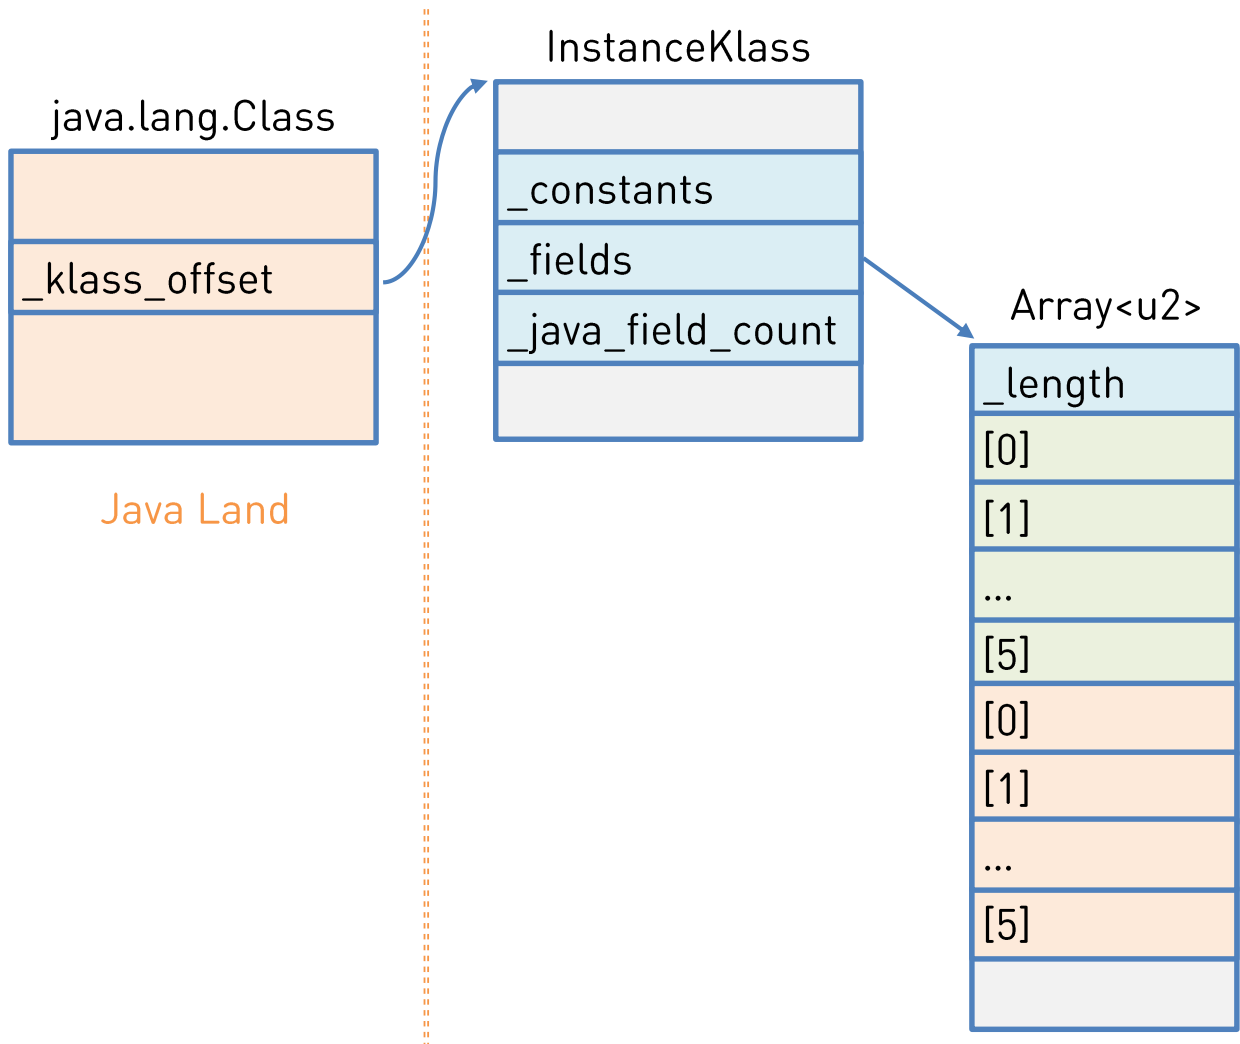 java.lang.Class
_klass_offset
Java Land
InstanceKlass
_constants
_fields
_java_field_count
Array<u2>
_length
[0]
[1]
...
[5]
[0]
[1]
...
[5]